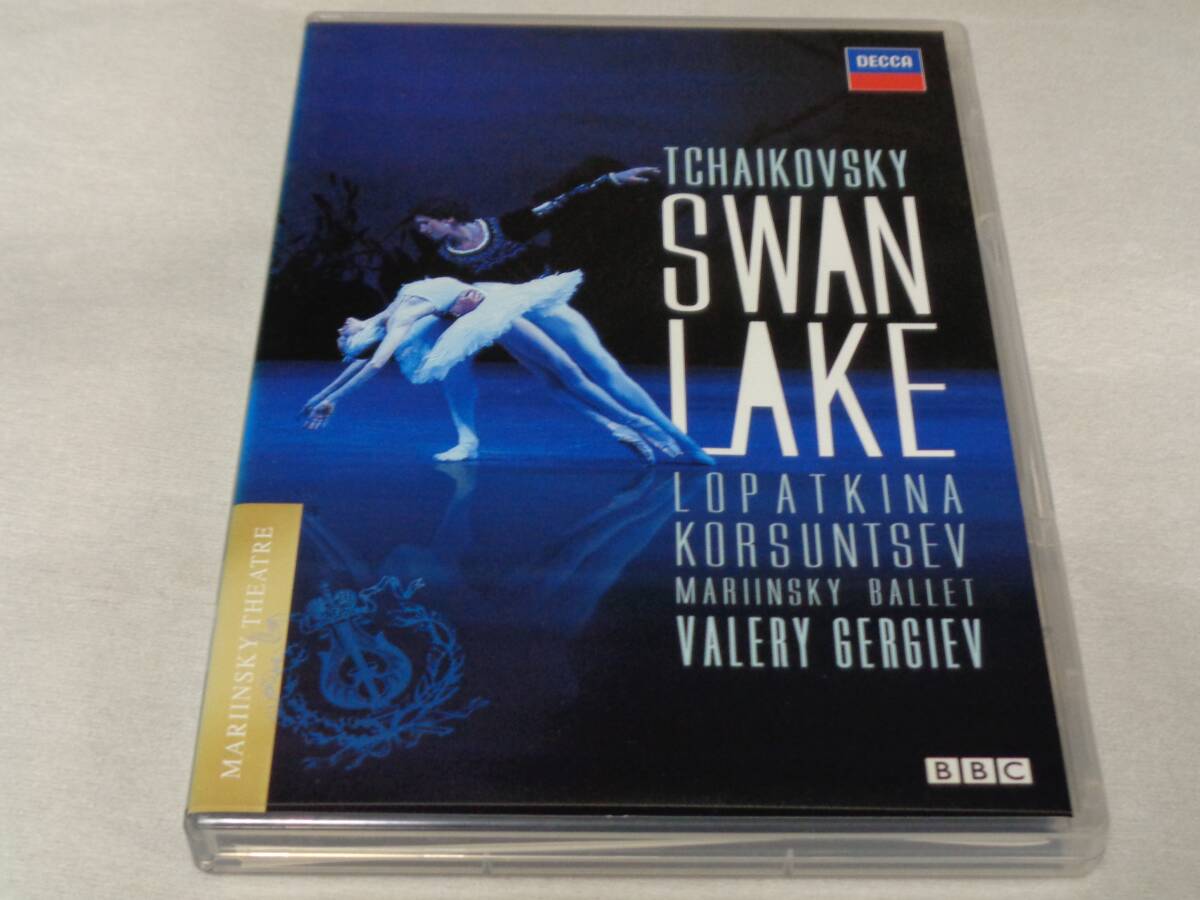 DECCA
TCHAIKOVSKY
SWAN
LAKE
LOPATKINA
KORSUNTSEV
MARIINSKY BALLET
VALERY GERGIEV
MARIINSKY THEATRE
BBC